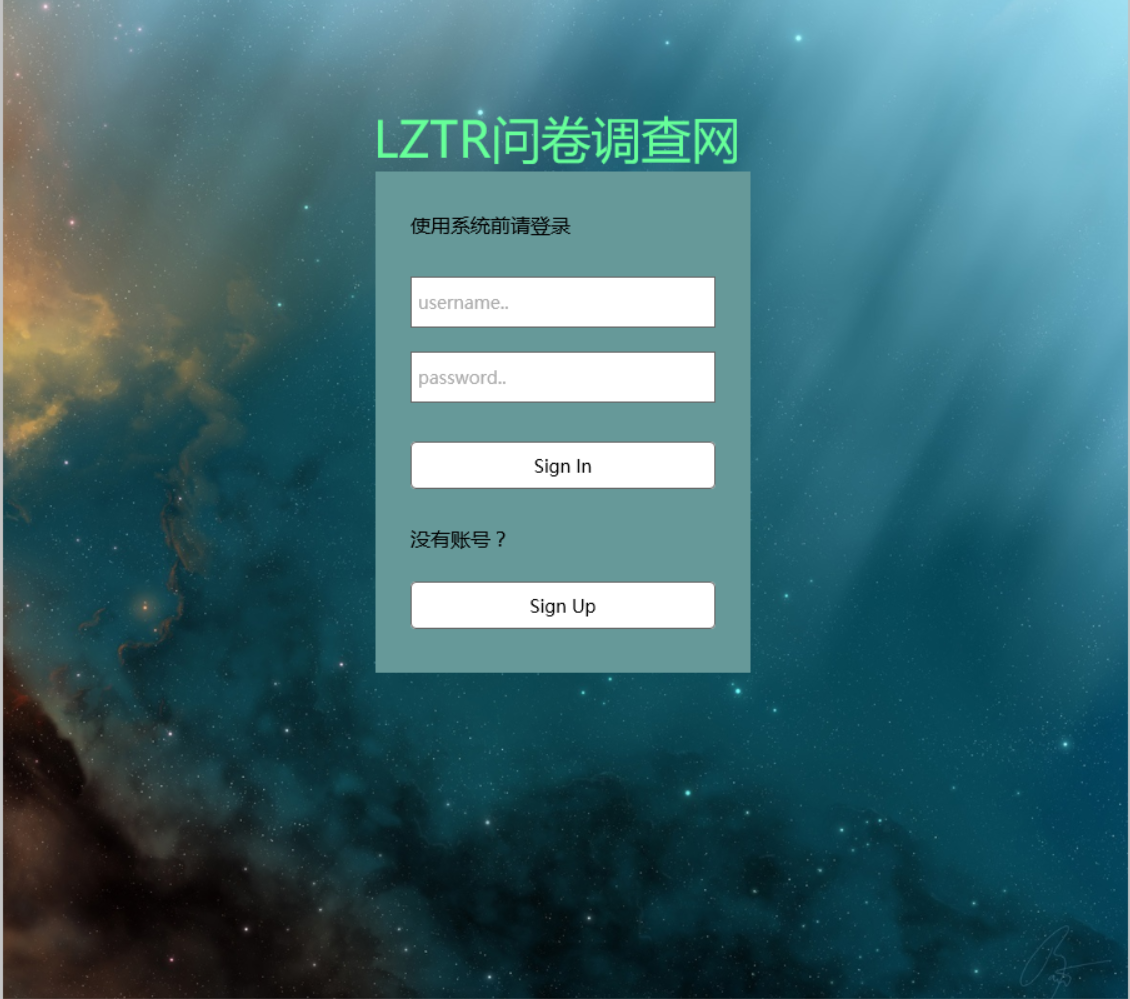 LZTR问卷调查网
使用系统前请登录
username..
password..
Sign In
没有账号？
Sign Up